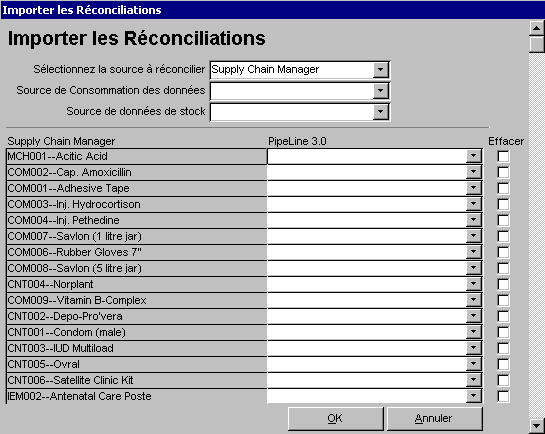 Importer les Réconciliations
Importer les Réconciliations
Sélectionnez la source à réconcilier Supply Chain Manager
Source de Consommation des données
Source de données de stock
Supply Chain Manager PipeLine 3.0 Effacer
MCH001--Acitic Acid
COM002--Cap. Amoxicillin
COM001--Adhesive Tape
COM003--Inj. Hydrocortison
COM004--Inj. Pethedine
COM007--Savlon (1 litre jar)
COM006--Rubber Gloves 7"
COM008--Savlon (5 litre jar)
CNT004--Norplant
COM009--Vitamin B-Complex
CNT002--Depo-Pro'vera
CNT001--Condom (male)
CNT003--IUD Multiload
CNT005--Ovral
CNT006--Satellite Clinic Kit
IEM002--Antenatal Care Poste
OK Annuler